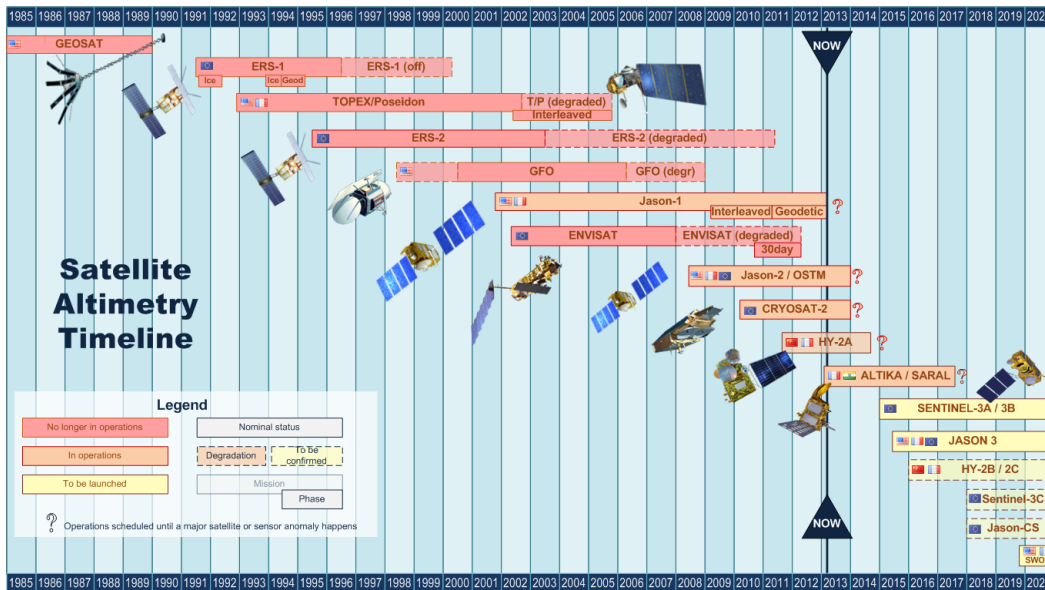 1985 1986 1987 1988 1989 1990 1991 1992 1993 1994 1995 1996 1997 1998 1999 2000 2001 2002 2003 2004 2005 2006 2007 2008 2009 2010 2011 2012 2013 2014 2015 2016 2017 2018 2019
NOW
GEOSAT
ERS-1 ERS-1 (off)
Ice Ice Geod
TOPEX/Poseidon T/P (degraded)
Interleaved
ERS-2 ERS-2 (degraded)
GFO GFO (degr)
Jason-1 ?
Interleaved Geodetic
ENVISAT ENVISAT (degraded)
30day
Satellite
Altimetry
Timeline
Jason-2 / OSTM ?
CRYOSAT-2 ?
HY-2A ?
ALTIKA / SARAL ?
SENTINEL-3A / 3B
JASON 3
HY-2B / 2C
Sentinel-3C
Jason-CS
SWO
Legend
No longer in operations
In operations
To be launched
Nominal status
Degradation
To be
confirmed
Mission
Phase
? Operations scheduled until a major satellite or sensor anomaly happens
NOW
1985 1986 1987 1988 1989 1990 1991 1992 1993 1994 1995 1996 1997 1998 1999 2000 2001 2002 2003 2004 2005 2006 2007 2008 2009 2010 2011 2012 2013 2014 2015 2016 2017 2018 2019